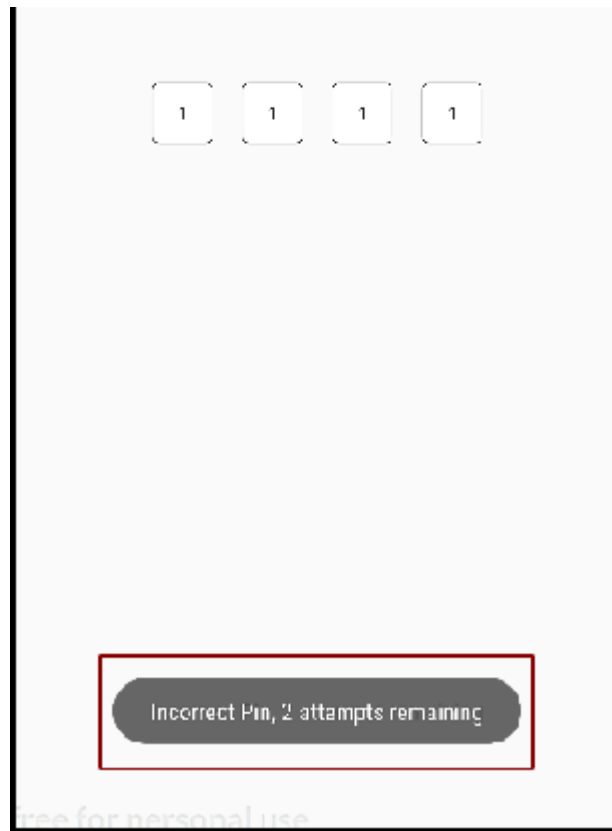 1 1 1 1
Incorrect Pin, 2 attampts remaining
free for personal use